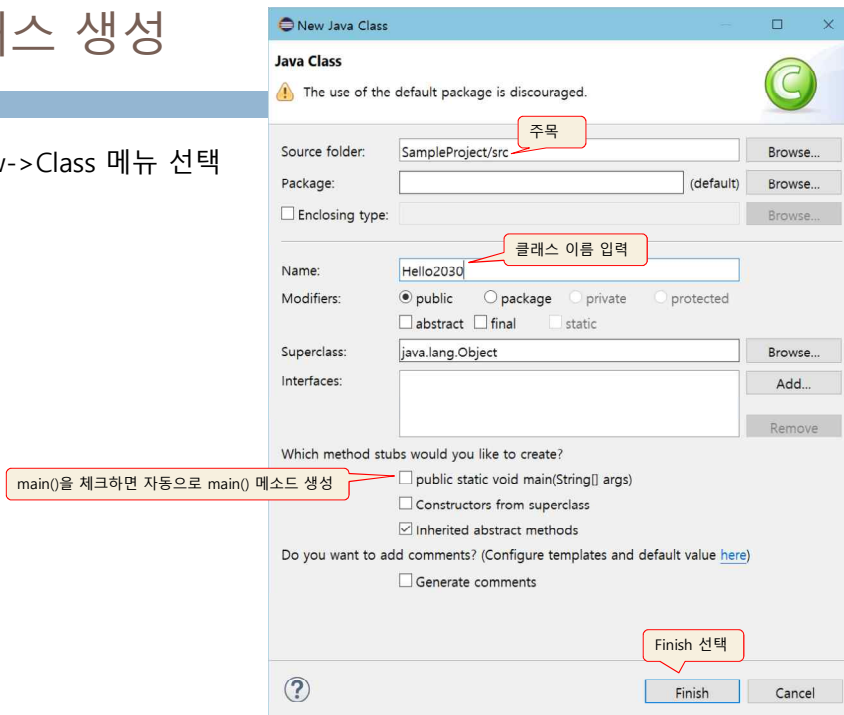 스 생성
->Class 메뉴 선택
New Java Class
Java Class
The use of the default package is discouraged.
주목
Source folder: SampleProject/src Browse...
Package: (default) Browse...
Enclosing type: Browse...
클래스 이름 입력
Name: Hello2030
Modifiers: public package private protected
abstract final static
Superclass: java.lang.Object Browse...
Interfaces: Add...
Remove
Which method stubs would you like to create?
main()을 체크하면 자동으로 main() 메소드 생성
public static void main(String[] args)
Constructors from superclass
Inherited abstract methods
Do you want to add comments? (Configure templates and default value here)
Generate comments
Finish 선택
Finish Cancel